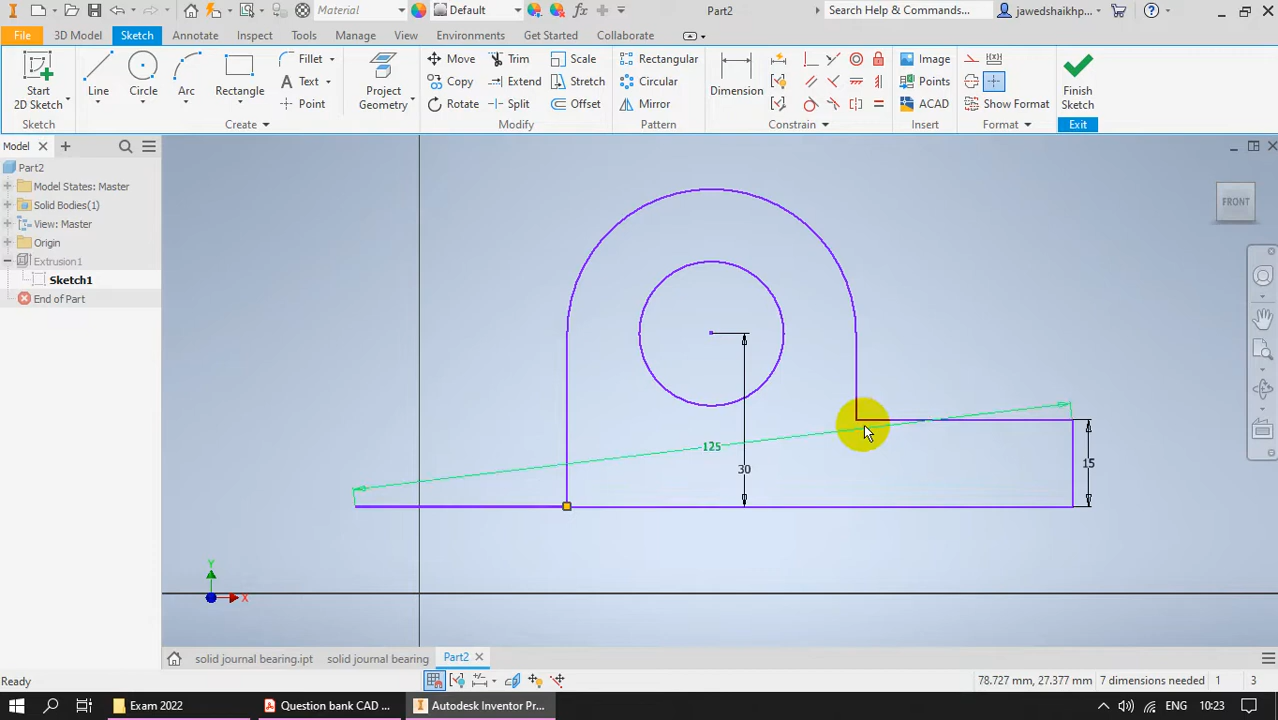 Material
Default
Part2
Search Help & Commands...
jawedshaikhp...
File
3D Model
Sketch
Annotate
Inspect
Tools
Manage
View
Environments
Get Started
Collaborate
Start
2D Sketch
Line
Circle
Arc
Rectangle
Fillet
Text
Point
Project
Geometry
Move
Copy
Rotate
Trim
Extend
Split
Scale
Stretch
Offset
Rectangular
Circular
Mirror
Dimension
Image
Points
ACAD
Show Format
Finish
Sketch
Sketch
Create
Modify
Pattern
Constrain
Insert
Format
Exit
Model
Part2
Model States: Master
Solid Bodies(1)
View: Master
Origin
Extrusion1
Sketch1
End of Part
FRONT
125
30
15
Y
X
solid journal bearing.ipt
solid journal bearing
Part2
Ready
78.727 mm, 27.377 mm
7 dimensions needed
1
3
Exam 2022
Question bank CAD ...
Autodesk Inventor Pr...
ENG
10:23